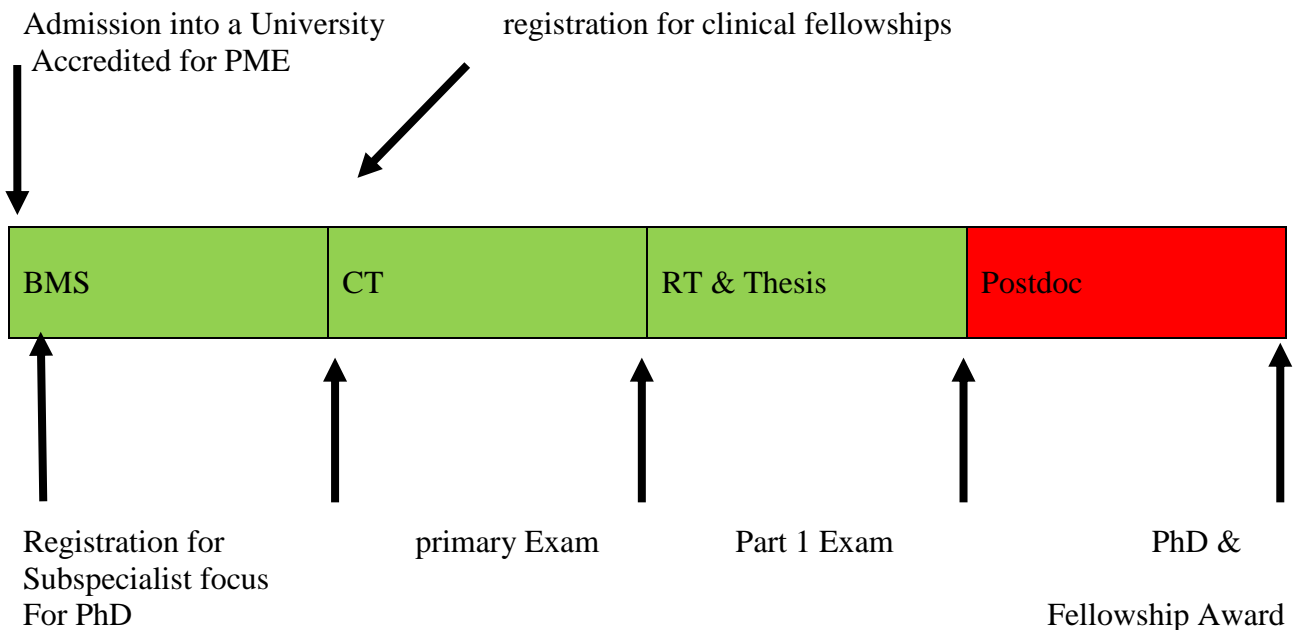 Admission into a University registration for clinical fellowships
Accredited for PME
BMS CT RT & Thesis Postdoc
Registration for primary Exam Part 1 Exam PhD &
Subspecialist focus
For PhD Fellowship Award